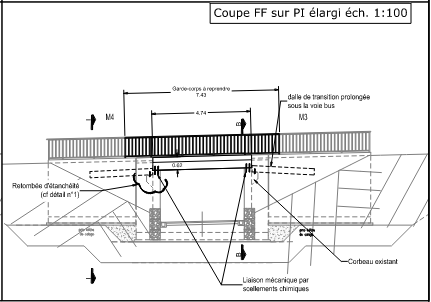 Coupe FF sur PI élargi éch. 1:100
Garde-corps à reprendre
7.43
4.74
dalle de transition prolongée
sous la voie bus
M4
B
M3
0.62
Retombée d'étanchéité
(cf détail n°1)
Corbeau existant
B
Liaison mécanique par
scellements chimiques